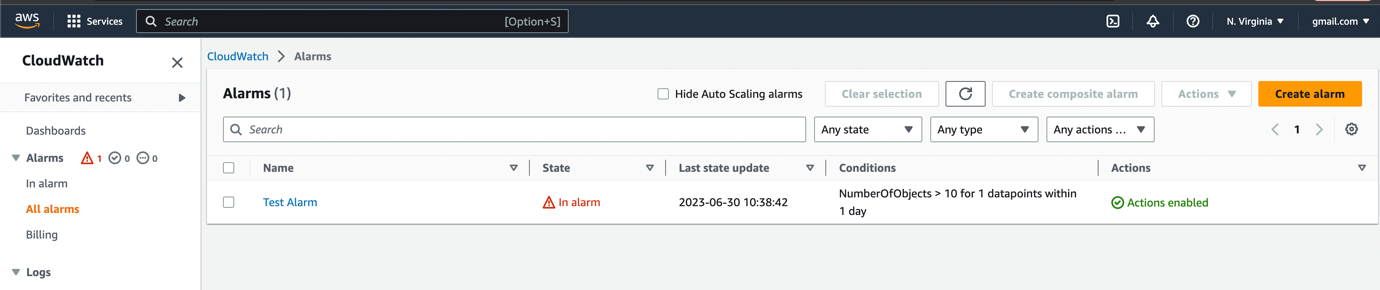 aws Services Search [Option+S] N. Virginia gmail.com
CloudWatch
Favorites and recents
Dashboards
Alarms 1 0 0
In alarm
All alarms
Billing
Logs
CloudWatch > Alarms
Alarms (1) Hide Auto Scaling alarms Clear selection Create composite alarm Actions Create alarm
Search Any state Any type Any actions ... 1
Name State Last state update Conditions Actions
Test Alarm In alarm 2023-06-30 10:38:42 NumberOfObjects > 10 for 1 datapoints within Actions enabled
1 day